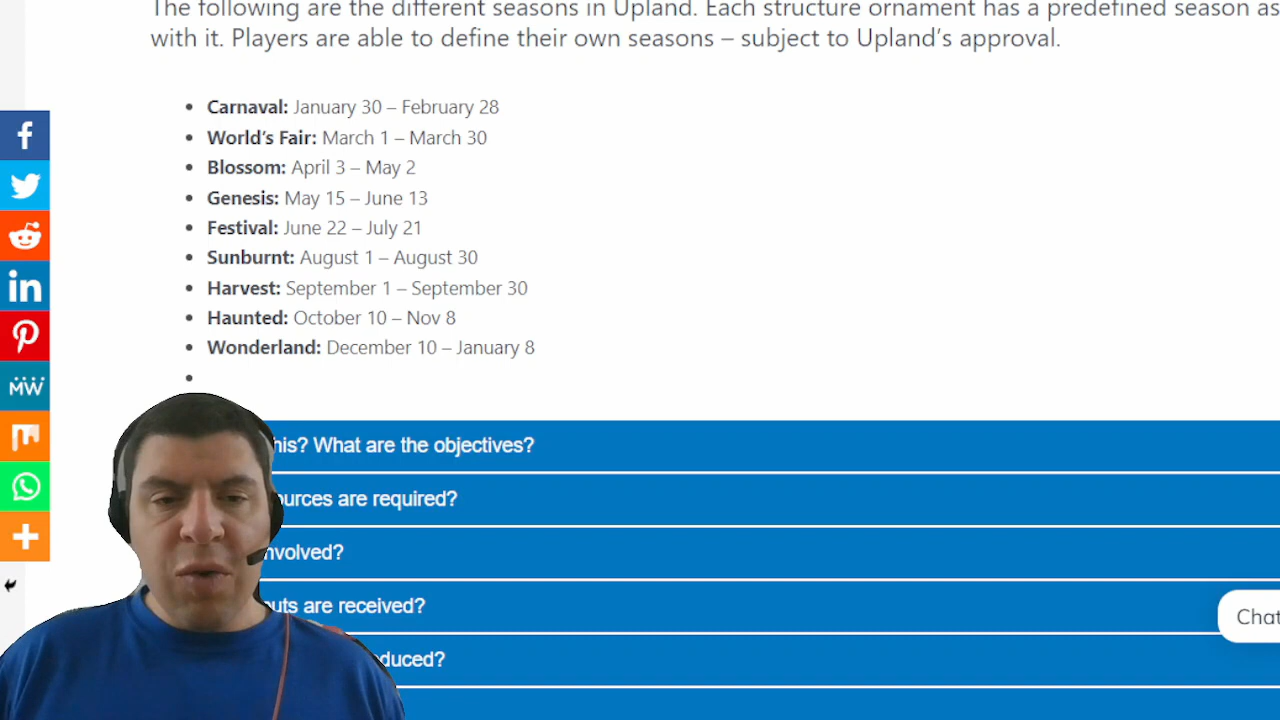 The following are the different seasons in Upland. Each structure ornament has a predefined season as
with it. Players are able to define their own seasons – subject to Upland's approval.
Carnaval: January 30 – February 28
World's Fair: March 1 – March 30
Blossom: April 3 – May 2
Genesis: May 15 – June 13
Festival: June 22 – July 21
Sunburnt: August 1 – August 30
Harvest: September 1 – September 30
Haunted: October 10 – Nov 8
Wonderland: December 10 – January 8
in
MW
his? What are the objectives?
ources are required?
nvolved?
uts are received?
duced?
Chat